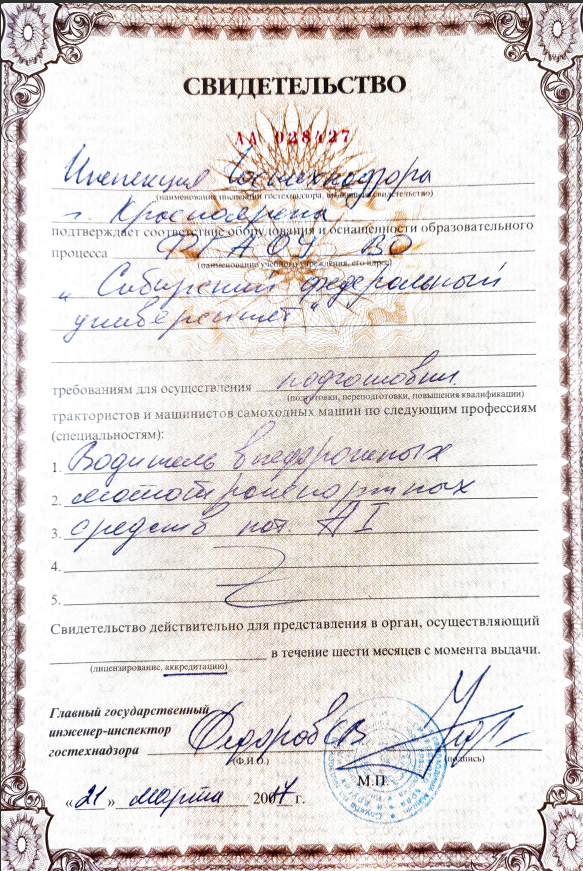 СВИДЕТЕЛЬСТВО
АА 028427
Инспекция Гостехнадзора
(наименование инспекции гостехнадзора, выдавшей свидетельство)
г. Красноярска
подтверждает соответствие оборудования и оснащенности образовательного
процесса ФГАОУ ВО
(наименование учебного учреждения, его адрес)
„Сибирский федеральный
университет“
требованиям для осуществления подготовки
(подготовки, переподготовки, повышения квалификации)
трактористов и машинистов самоходных машин по следующим профессиям
(специальностям):
1. Водитель внедорожных
2. мототранспортных
3. средств кат. АI
4.
5.
Свидетельство действительно для представления в орган, осуществляющий
в течение шести месяцев с момента выдачи.
(лицензирование, аккредитацию)
Главный государственный
инженер-инспектор
гостехнадзора Федоров СВ
(Ф.И.О.) (подпись)
М.П.
«21» марта 2017 г.